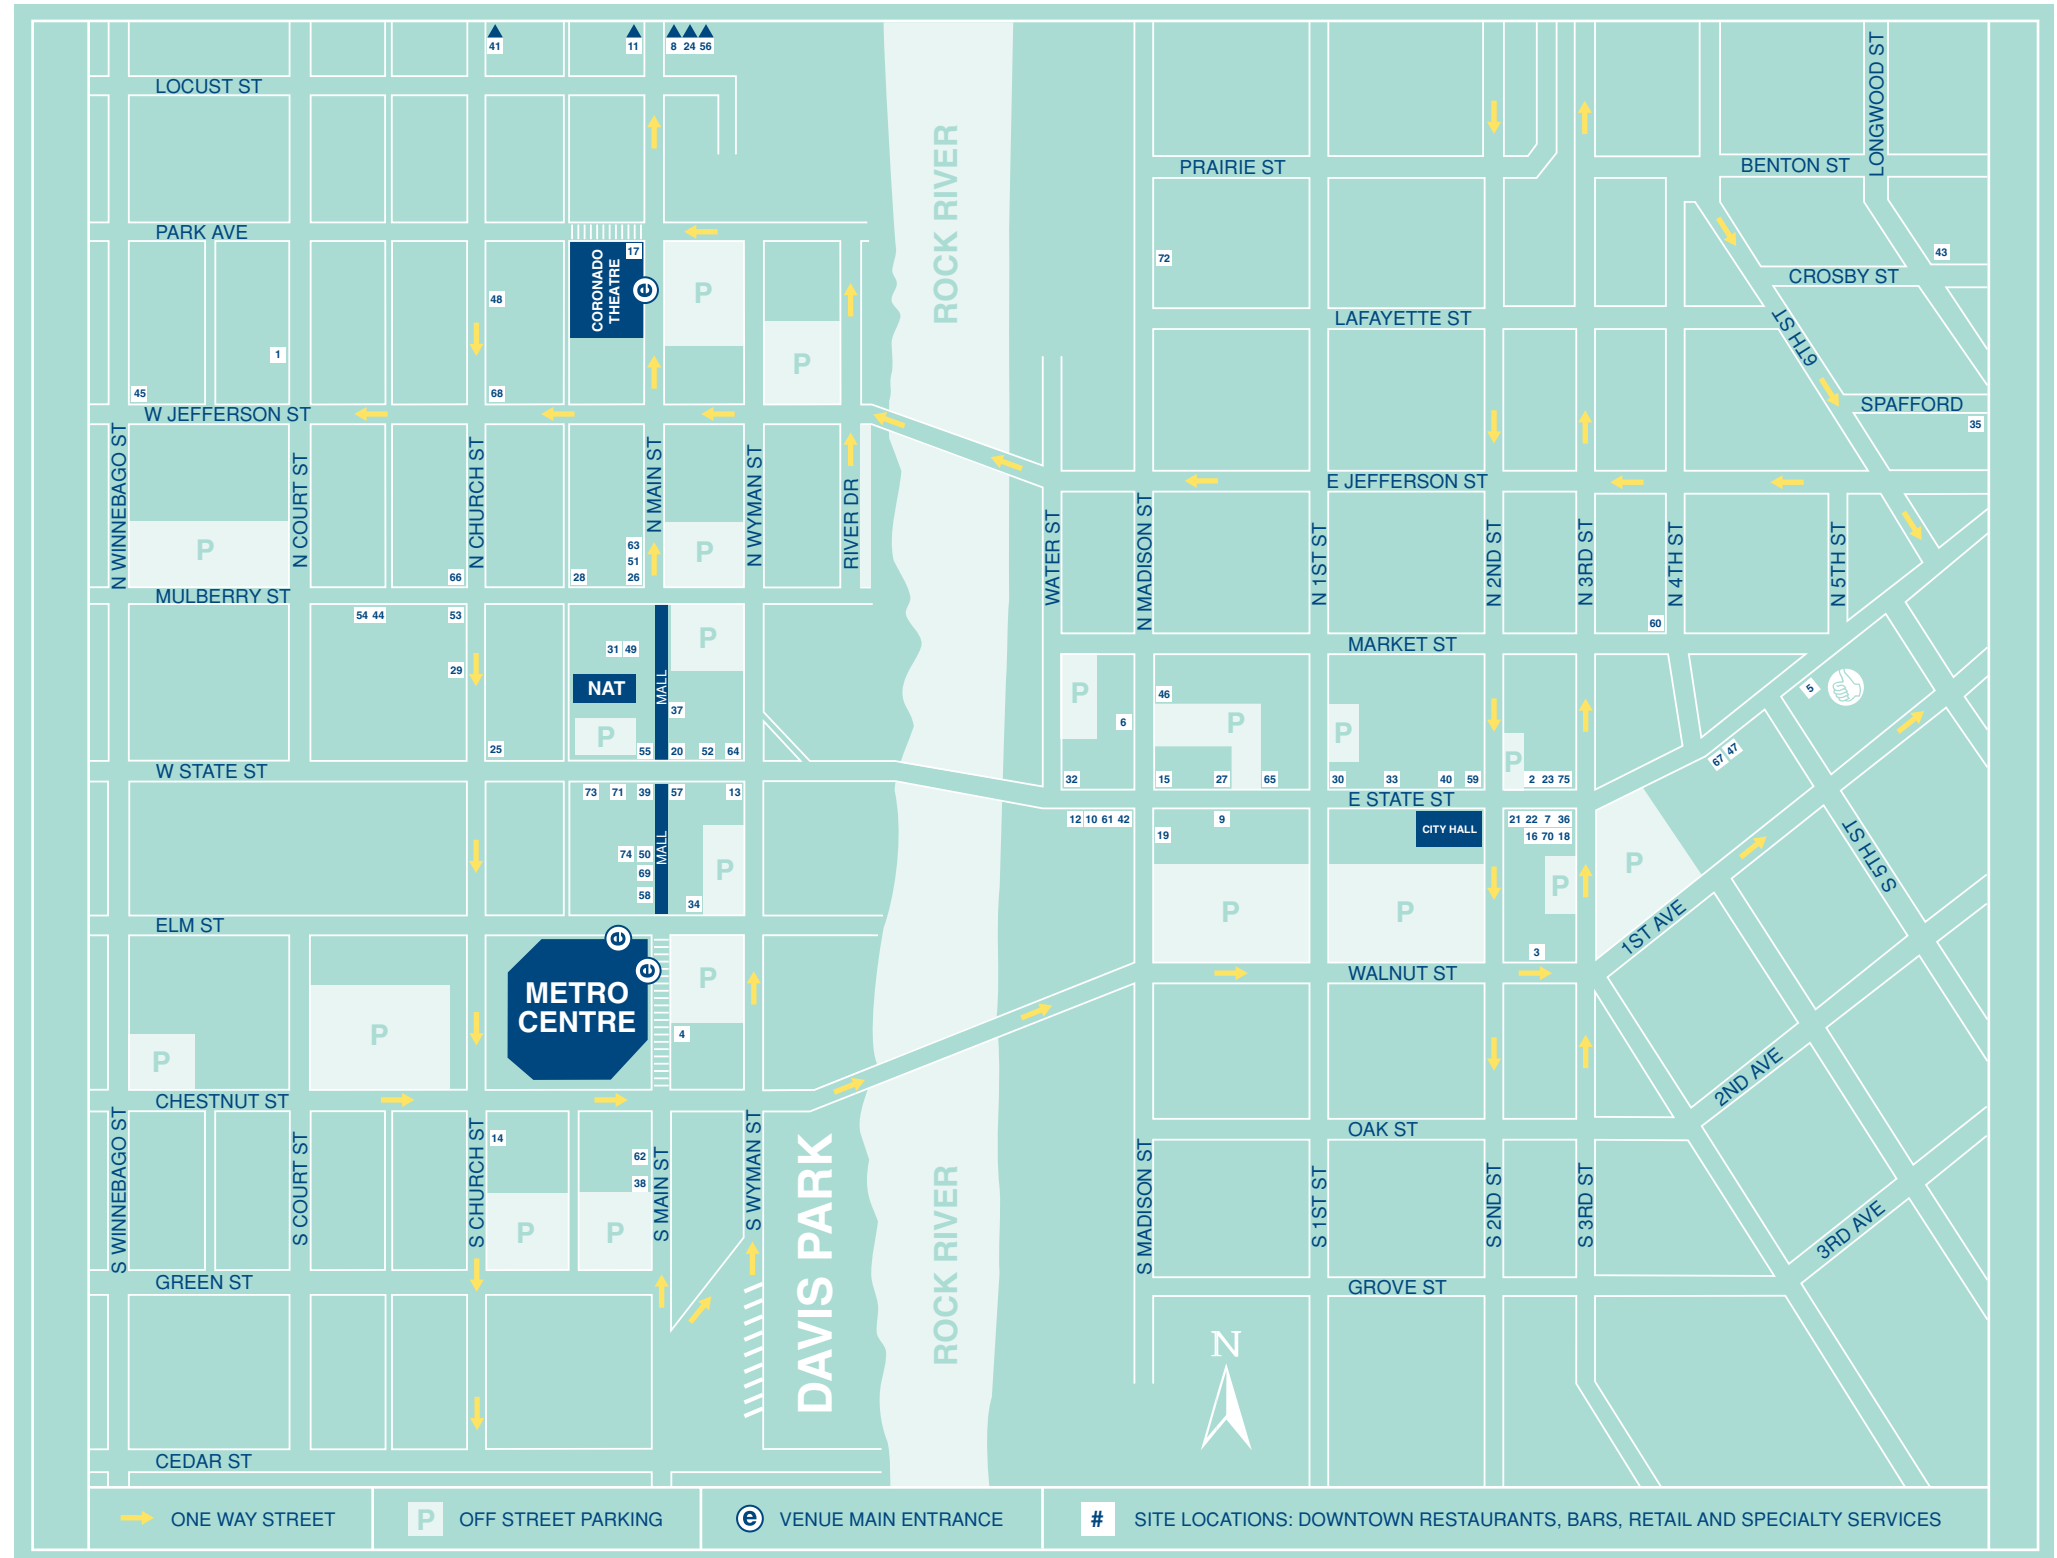 41
11
8 24 56
LOCUST ST
LONGWOOD ST
ROCK RIVER
PRAIRIE ST
BENTON ST
PARK AVE
17
CORONADO
THEATRE
e
P
48
72
43
CROSBY ST
LAFAYETTE ST
6TH ST
1
P
45
68
W JEFFERSON ST
SPAFFORD
35
N WINNEBAGO ST
N COURT ST
N CHURCH ST
N MAIN ST
N WYMAN ST
RIVER DR
E JEFFERSON ST
WATER ST
N MADISON ST
N 1ST ST
N 2ND ST
N 3RD ST
N 4TH ST
N 5TH ST
P
P
63
51
66
28
26
MULBERRY ST
54 44
53
60
P
MARKET ST
31 49
29
NAT
MALL
37
P
5
P
46
6
P
P
P
67 47
25
55
20
52
64
P
W STATE ST
32
15
27
65
30
33
40
59
2 23 75
73
71
39
57
13
E STATE ST
12 10 61 42
19
9
CITY HALL
21 22 7 36
16 70 18
MALL
74 50
69
58
34
P
P
P
S 5TH ST
P
P
1ST AVE
ELM ST
e
e
METRO
CENTRE
P
3
WALNUT ST
4
P
P
CHESTNUT ST
2ND AVE
OAK ST
S WINNEBAGO ST
S COURT ST
S CHURCH ST
14
62
38
S MAIN ST
S WYMAN ST
DAVIS PARK
ROCK RIVER
S MADISON ST
S 1ST ST
S 2ND ST
S 3RD ST
3RD AVE
P
P
GREEN ST
GROVE ST
N
CEDAR ST
ONE WAY STREET
P OFF STREET PARKING
e VENUE MAIN ENTRANCE
# SITE LOCATIONS: DOWNTOWN RESTAURANTS, BARS, RETAIL AND SPECIALTY SERVICES